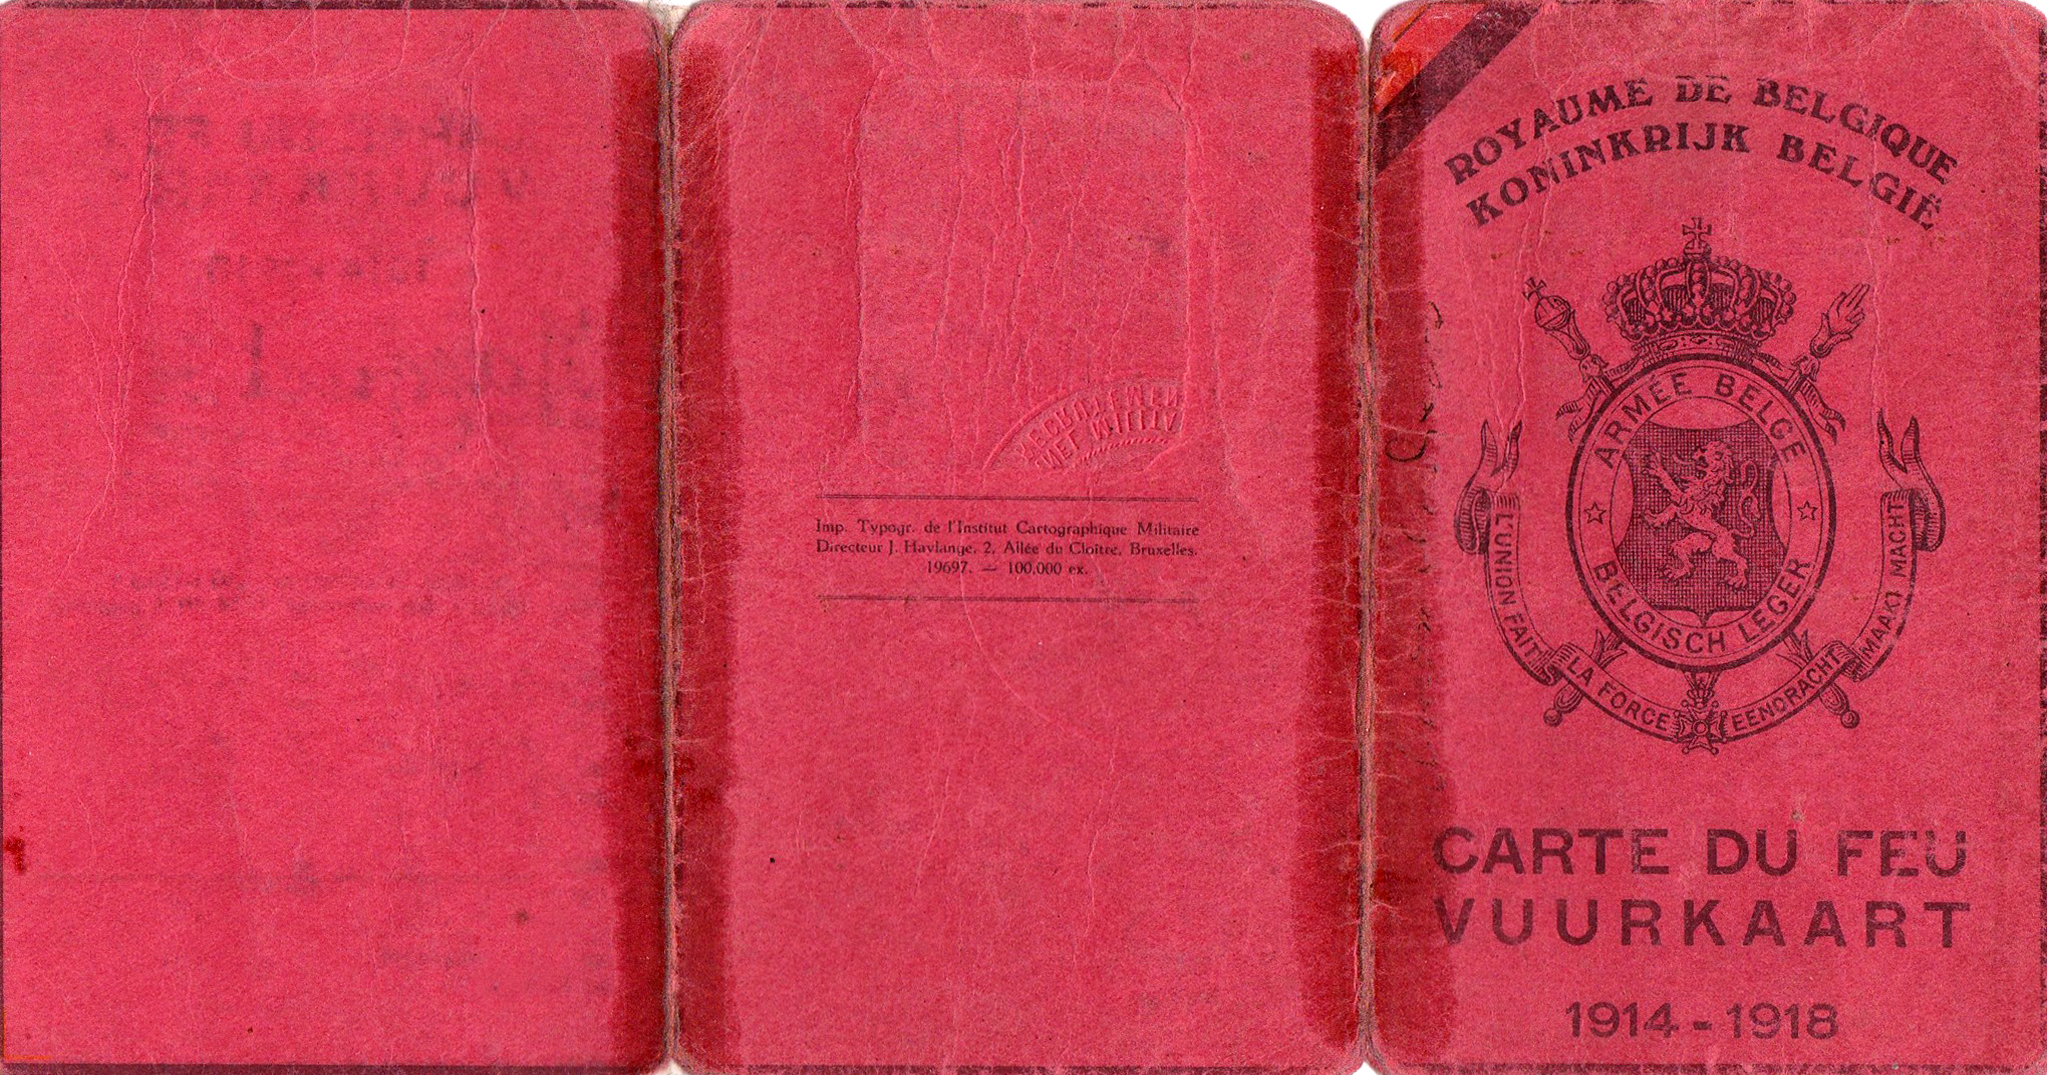 Imp. Typogr. de l'Institut Cartographique Militaire
Directeur J. Havlange, 2, Allée du Cloître, Bruxelles.
19697. — 100.000 ex.
ROYAUME DE BELGIQUE
KONINKRIJK BELGIË
ARMÉE BELGE
BELGISCH LEGER
L'UNION FAIT LA FORCE
EENDRACHT MAAKT MACHT
CARTE DU FEU
VUURKAART
1914 - 1918